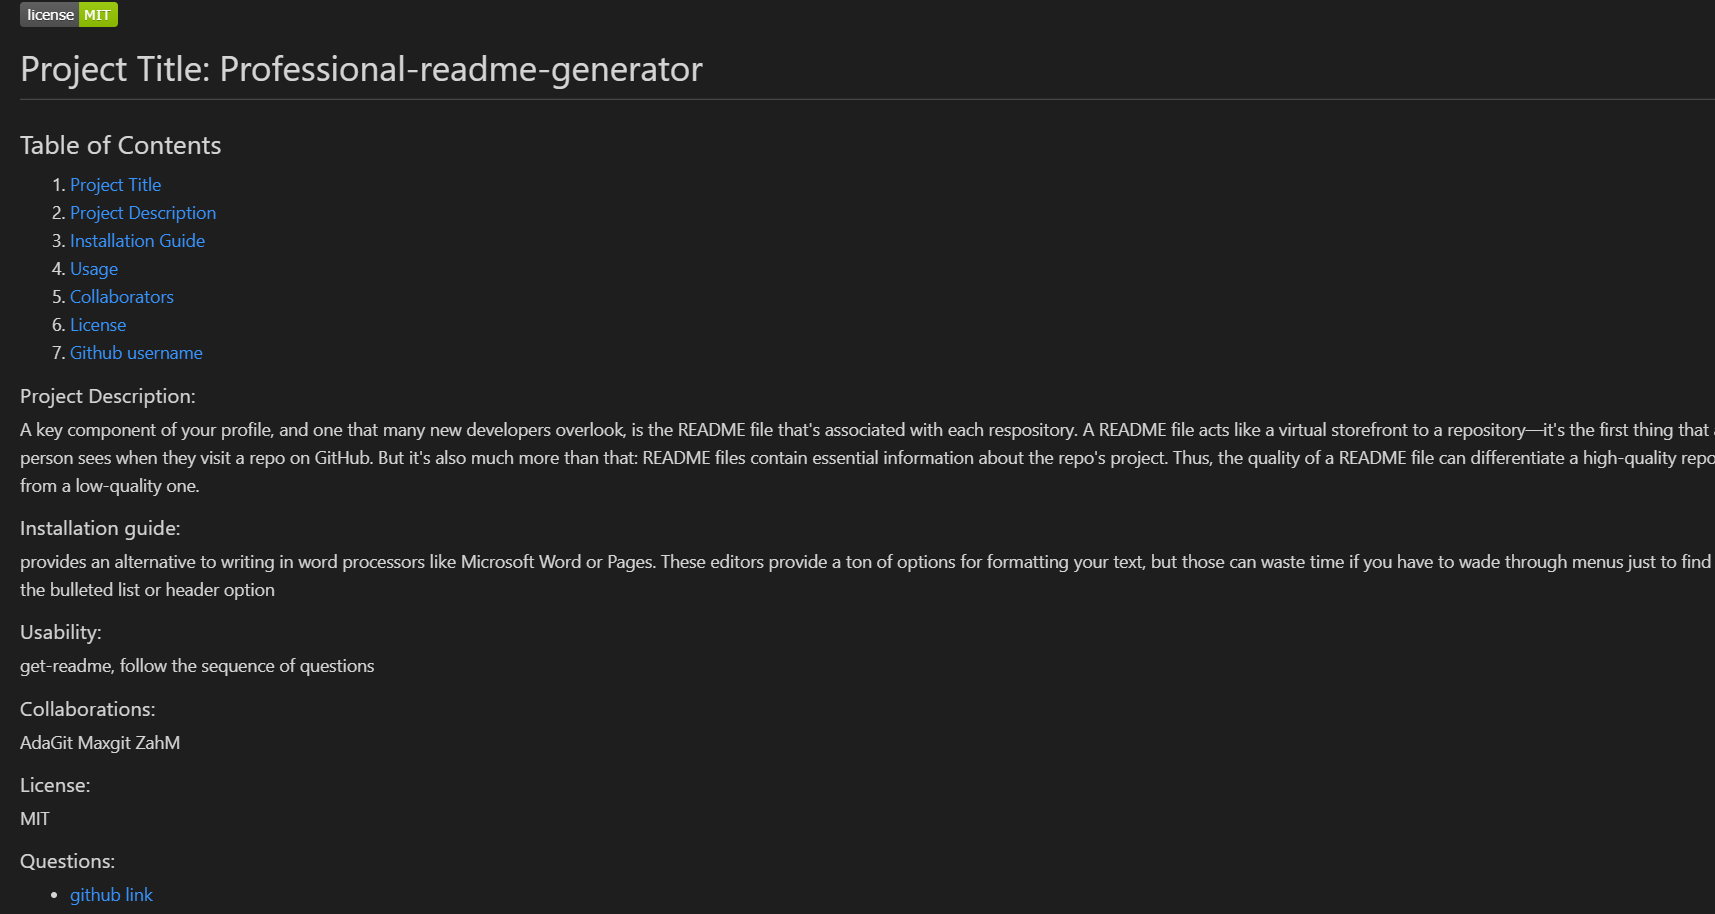 license MIT
Project Title: Professional-readme-generator
Table of Contents
1. Project Title
2. Project Description
3. Installation Guide
4. Usage
5. Collaborators
6. License
7. Github username
Project Description:
A key component of your profile, and one that many new developers overlook, is the README file that's associated with each respository. A README file acts like a virtual storefront to a repository—it's the first thing that a
person sees when they visit a repo on GitHub. But it's also much more than that: README files contain essential information about the repo's project. Thus, the quality of a README file can differentiate a high-quality repo
from a low-quality one.
Installation guide:
provides an alternative to writing in word processors like Microsoft Word or Pages. These editors provide a ton of options for formatting your text, but those can waste time if you have to wade through menus just to find
the bulleted list or header option
Usability:
get-readme, follow the sequence of questions
Collaborations:
AdaGit Maxgit ZahM
License:
MIT
Questions:
• github link